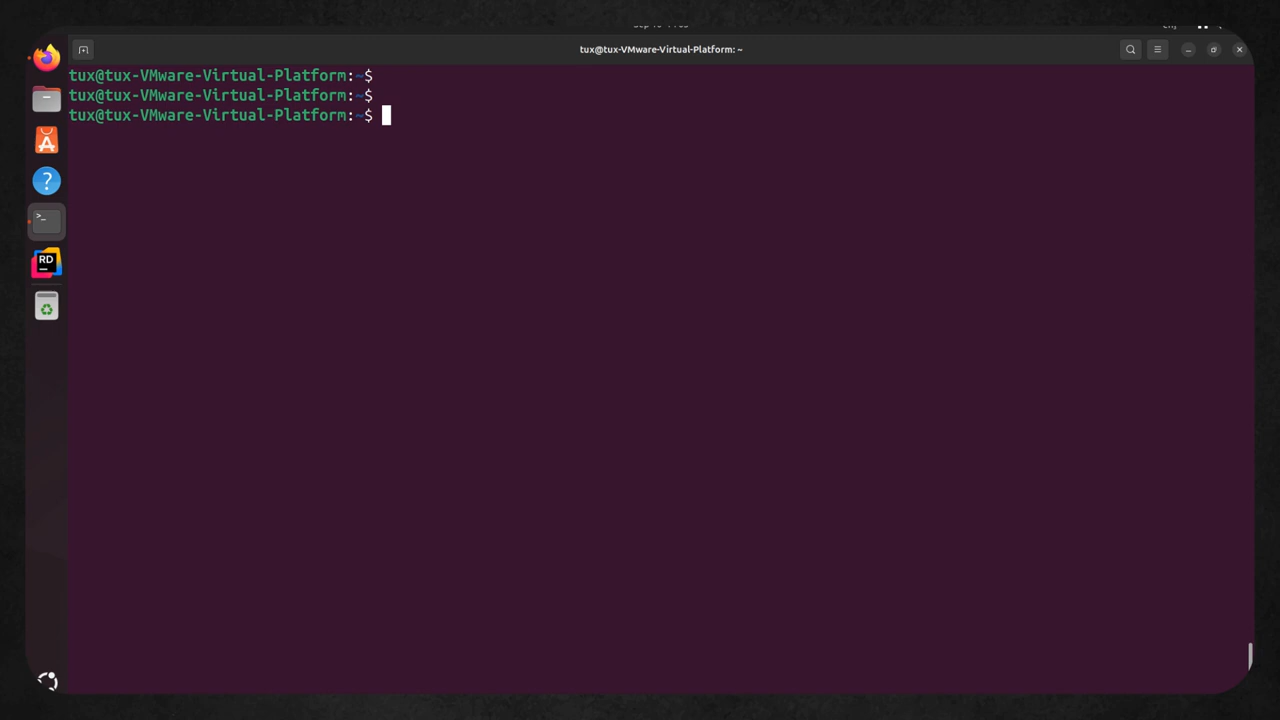 tux@tux-VMware-Virtual-Platform: ~
tux@tux-VMware-Virtual-Platform:~$
tux@tux-VMware-Virtual-Platform:~$
tux@tux-VMware-Virtual-Platform:~$
>_
?
RD